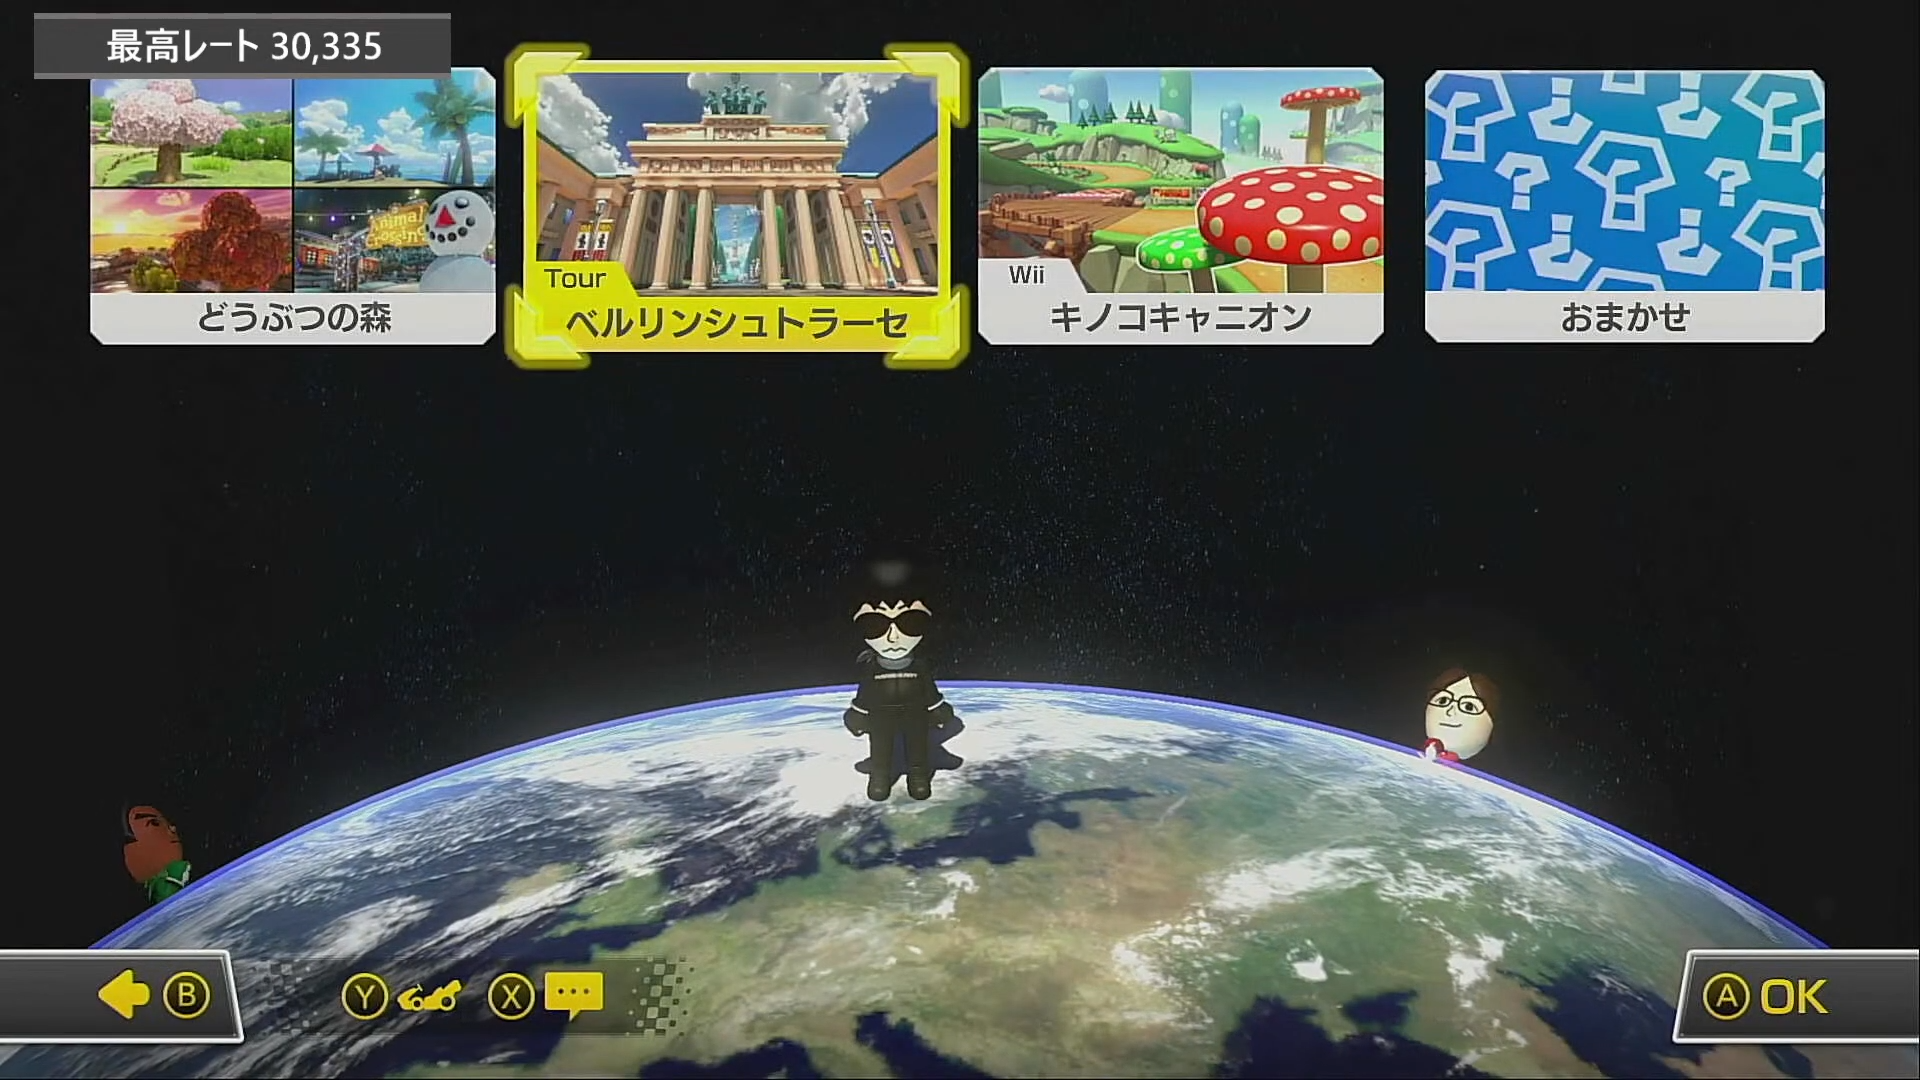 最高レート 30,335
Animal
Crossing
どうぶつの森
Tour
ベルリンシュトラーセ
Wii
キノコキャニオン
おまかせ
B
Y
X
A OK